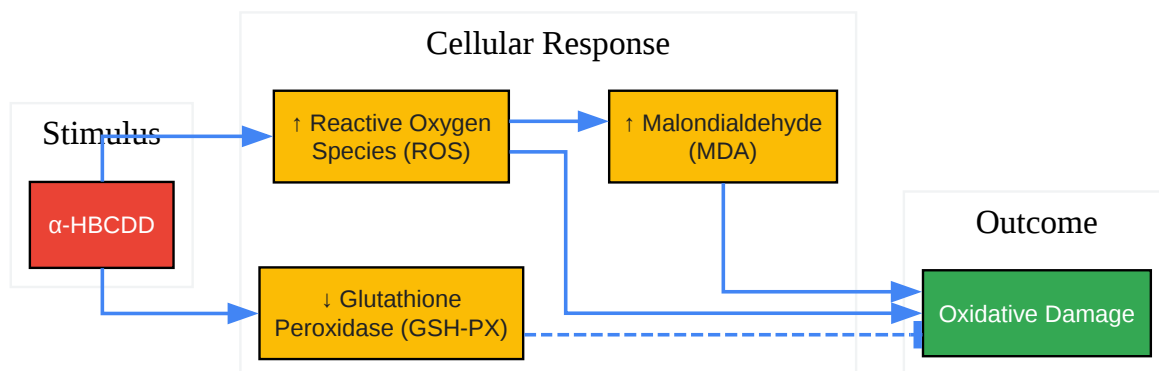 Cellular Response
Stimulus
↑ Reactive Oxygen
Species (ROS)
↑ Malondialdehyde
(MDA)
α-HBCDD
Outcome
↓ Glutathione
Peroxidase (GSH-PX)
Oxidative Damage